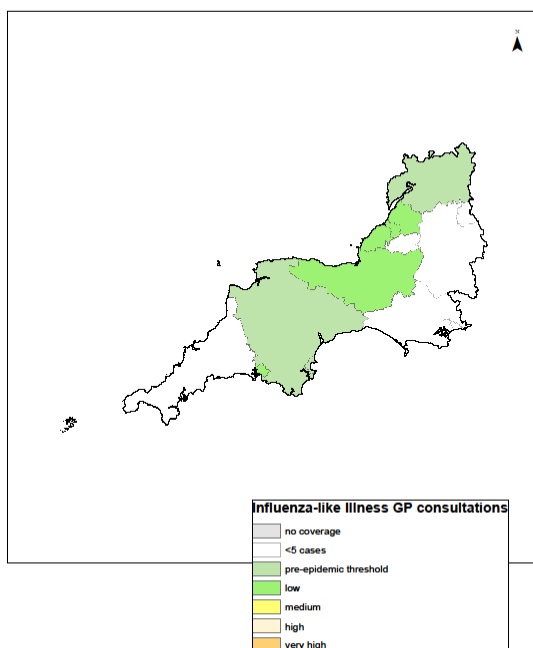 N
Influenza-like Illness GP consultations
no coverage
<5 cases
pre-epidemic threshold
low
medium
high
very high